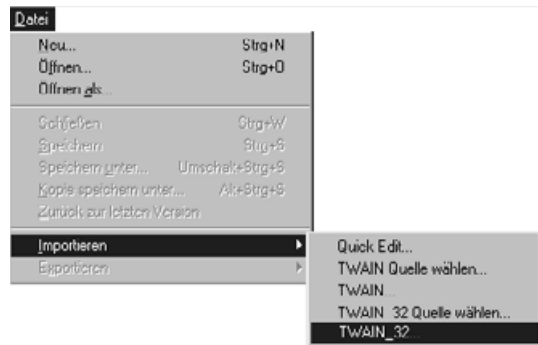 Datei
Neu... Strg+N
Öffnen... Strg+O
Öffnen als...
Schließen Strg+W
Speichern Strg+S
Speichern unter... Umschalt+Strg+S
Kopie speichern unter... Alt+Strg+S
Zurück zur letzten Version
Importieren
Exportieren
Quick Edit...
TWAIN Quelle wählen...
TWAIN...
TWAIN_32 Quelle wählen...
TWAIN_32...